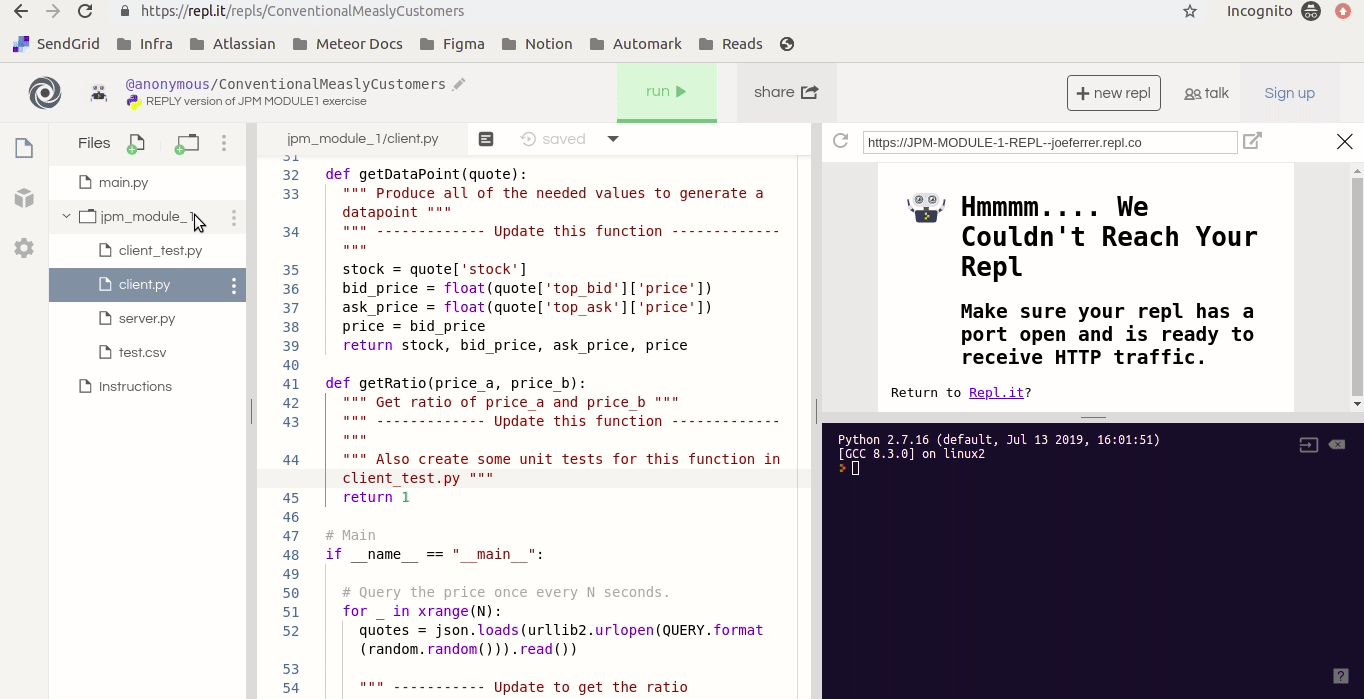 https://repl.it/repls/ConventionalMeaslyCustomers
Incognito
SendGrid Infra Atlassian Meteor Docs Figma Notion Automark Reads
@anonymous/ConventionalMeaslyCustomers
REPLY version of JPM MODULE1 exercise
run
share
+ new repl
talk
Sign up
Files
main.py
jpm_module_1
client_test.py
client.py
server.py
test.csv
Instructions
jpm_module_1/client.py
saved
31
32 def getDataPoint(quote):
33 """ Produce all of the needed values to generate a
datapoint """
34 """ ------------- Update this function -------------
"""
35 stock = quote['stock']
36 bid_price = float(quote['top_bid']['price'])
37 ask_price = float(quote['top_ask']['price'])
38 price = bid_price
39 return stock, bid_price, ask_price, price
40
41 def getRatio(price_a, price_b):
42 """ Get ratio of price_a and price_b """
43 """ ------------- Update this function -------------
"""
44 """ Also create some unit tests for this function in
client_test.py """
45 return 1
46
47 # Main
48 if __name__ == "__main__":
49
50 # Query the price once every N seconds.
51 for _ in xrange(N):
52 quotes = json.loads(urllib2.urlopen(QUERY.format
(random.random())).read())
53
54 """ ----------- Update to get the ratio
https://JPM-MODULE-1-REPL--joeferrer.repl.co
Hmmmm.... We
Couldn't Reach Your
Repl
Make sure your repl has a
port open and is ready to
receive HTTP traffic.
Return to Repl.it?
Python 2.7.16 (default, Jul 13 2019, 16:01:51)
[GCC 8.3.0] on linux2
?